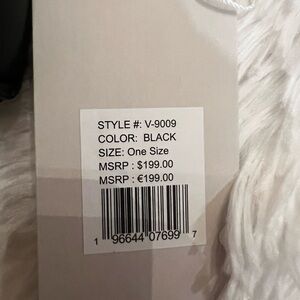 STYLE #: V-9009
COLOR: BLACK
SIZE: One Size
MSRP : $199.00
MSRP : €199.00
1 96644 07699 7